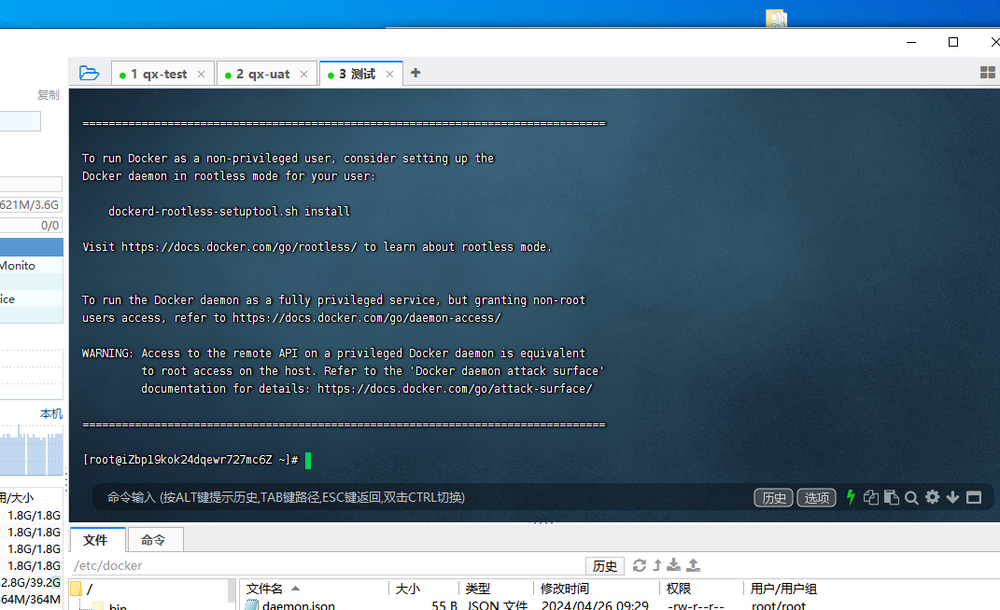 1 qx-test
2 qx-uat
3 测试
复制
================================================================================
To run Docker as a non-privileged user, consider setting up the
Docker daemon in rootless mode for your user:
dockerd-rootless-setuptool.sh install
Visit https://docs.docker.com/go/rootless/ to learn about rootless mode.
To run the Docker daemon as a fully privileged service, but granting non-root
users access, refer to https://docs.docker.com/go/daemon-access/
WARNING: Access to the remote API on a privileged Docker daemon is equivalent
to root access on the host. Refer to the 'Docker daemon attack surface'
documentation for details: https://docs.docker.com/go/attack-surface/
================================================================================
[root@iZbp19kok24dqewr727mc6Z ~]#
命令输入 (按ALT键提示历史,TAB键路径,ESC键返回,双击CTRL切换)
历史
选项
621M/3.6G
0/0
Monito
ice
本机
用/大小
1.8G/1.8G
1.8G/1.8G
1.8G/1.8G
1.8G/1.8G
2.8G/39.2G
64M/364M
文件
命令
/etc/docker
历史
/
bin
文件名
大小
类型
修改时间
权限
用户/用户组
daemon.json
55 B
JSON 文件
2024/04/26 09:29
-rw-r--r--
root/root